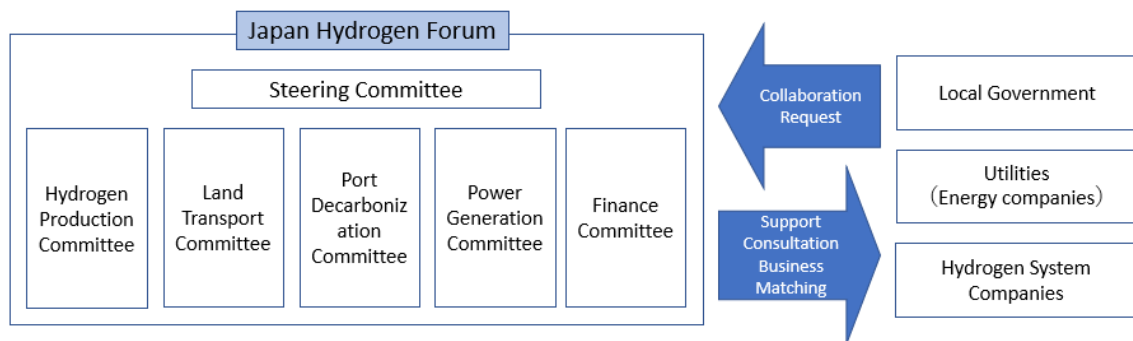 Japan Hydrogen Forum
Steering Committee
Hydrogen
Production
Committee
Land
Transport
Committee
Port
Decarboniz
ation
Committee
Power
Generation
Committee
Finance
Committee
Collaboration
Request
Support
Consultation
Business
Matching
Local Government
Utilities
(Energy companies）
Hydrogen System
Companies